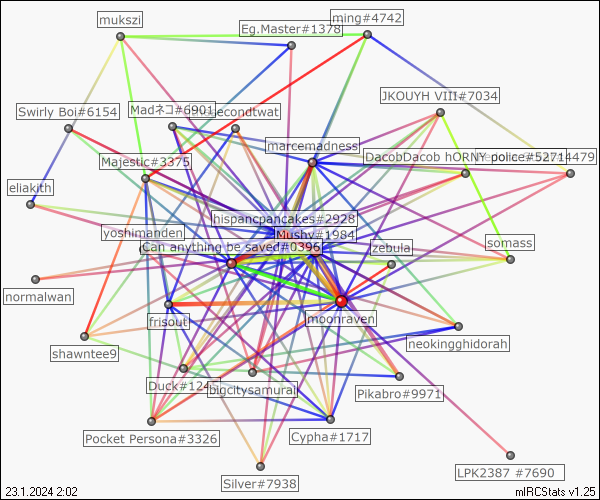 mukszi
Eg.Master#1378
ming#4742
JKOUYH VIII#7034
Swirly Boi#6154
Madネコ#6901
secondtwat
marcemadness
Majestic#3375
DacobDacob hORNY police#5271
4479
eliakith
hispancpancakes#2928
yoshimanden
Mushy#1984
Can anything be saved#0396
zebula
somass
normalwan
frisout
moonraven
shawntee9
neokingghidorah
Duck#124
bigcitysamurai
Pikabro#9971
Pocket Persona#3326
Cypha#1717
Silver#7938
LPK2387 #7690
23.1.2024 2:02
mIRCStats v1.25